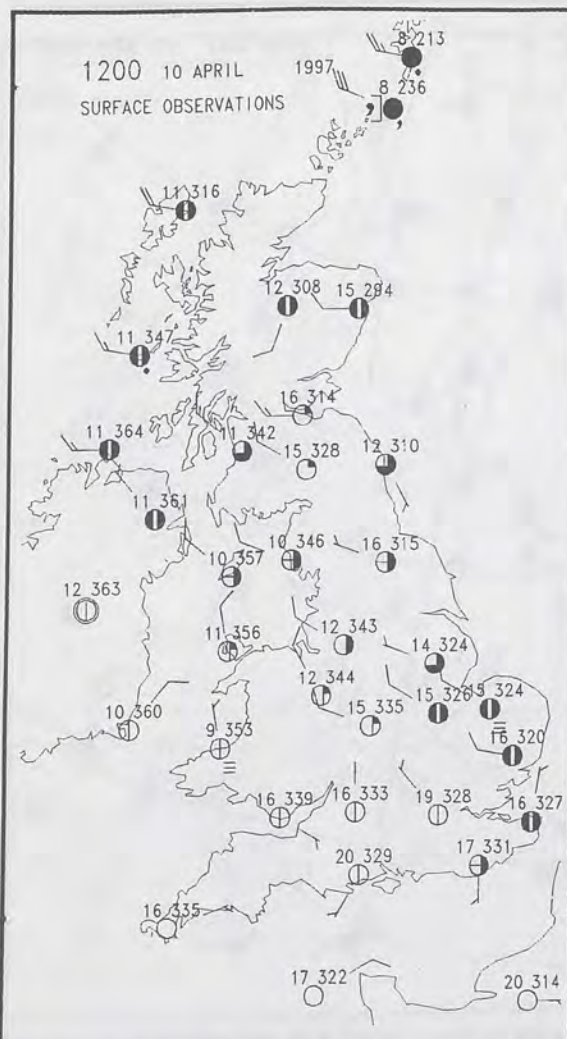 8 213
1200 10 APRIL 1997
8 236
SURFACE OBSERVATIONS
11 316
12 308 15 294
11 347
16 314
11 364 11 342 15 328 12 310
11 361
10 357 10 346 16 315
12 363
11 356 12 343
14 324
12 344
15 326 15 324
10 360 9 353 15 335
16 320
16 339 16 333 19 328 16 327
20 329 17 331
16 335
17 322 20 314